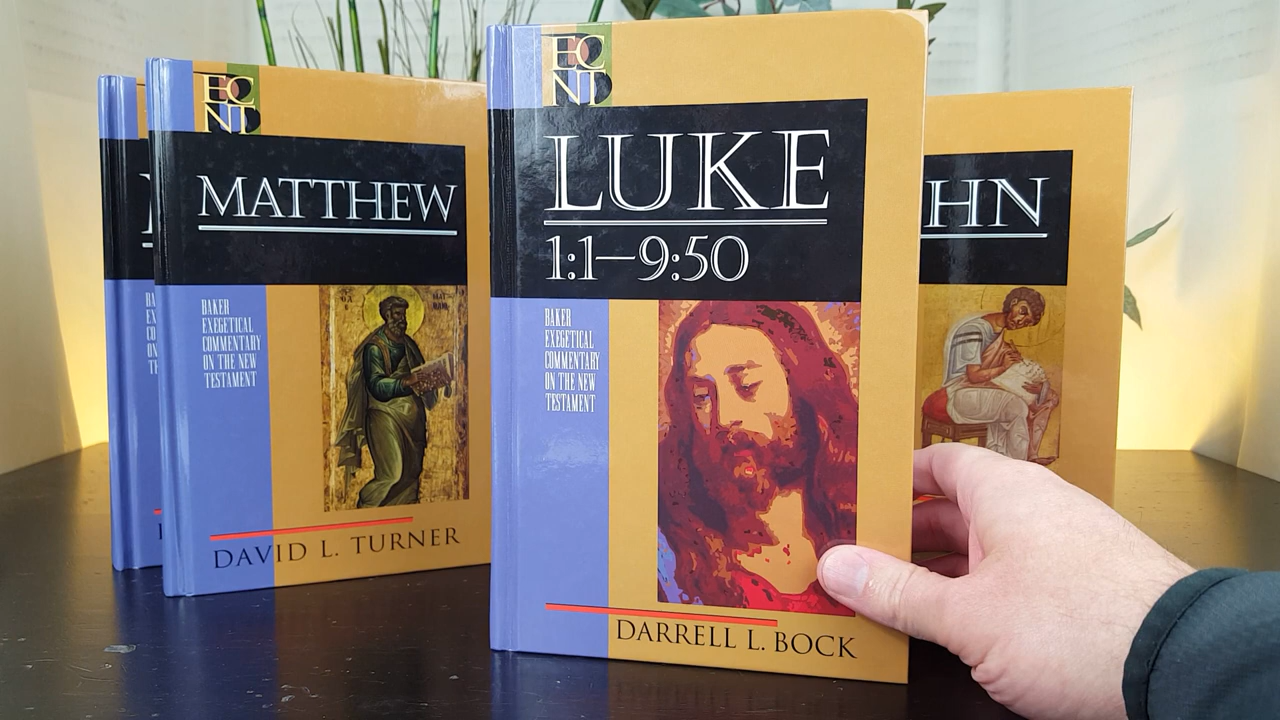 BECNT
MATTHEW
BAKER
EXEGETICAL
COMMENTARY
ON THE NEW
TESTAMENT
DAVID L. TURNER
BECNT
LUKE
1:1–9:50
BAKER
EXEGETICAL
COMMENTARY
ON THE NEW
TESTAMENT
DARRELL L. BOCK
HN